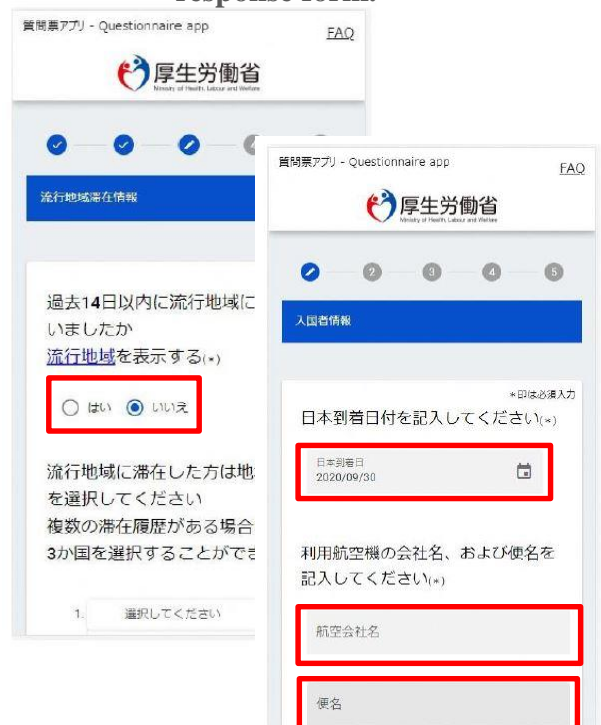 response form.
質問票アプリ - Questionnaire app
FAQ
厚生労働省
Ministry of Health, Labour and Welfare
流行地域滞在情報
過去14日以内に流行地域に
いましたか
流行地域を表示する(*)
はい いいえ
流行地域に滞在した方は地
を選択してください
複数の滞在履歴がある場合
3か国を選択することができ
1. 選択してください
質問票アプリ - Questionnaire app
FAQ
厚生労働省
Ministry of Health, Labour and Welfare
2 3 4 5
入国者情報
*印は必須入力
日本到着日付を記入してください(*)
日本到着日
2020/09/30
利用航空機の会社名、および便名を
記入してください(*)
航空会社名
便名